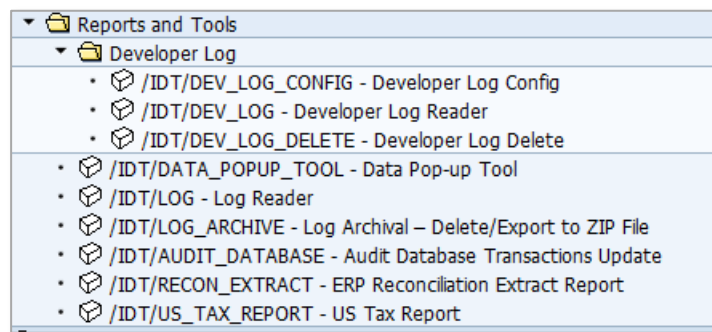 Reports and Tools
Developer Log
/IDT/DEV_LOG_CONFIG - Developer Log Config
/IDT/DEV_LOG - Developer Log Reader
/IDT/DEV_LOG_DELETE - Developer Log Delete
/IDT/DATA_POPUP_TOOL - Data Pop-up Tool
/IDT/LOG - Log Reader
/IDT/LOG_ARCHIVE - Log Archival – Delete/Export to ZIP File
/IDT/AUDIT_DATABASE - Audit Database Transactions Update
/IDT/RECON_EXTRACT - ERP Reconciliation Extract Report
/IDT/US_TAX_REPORT - US Tax Report